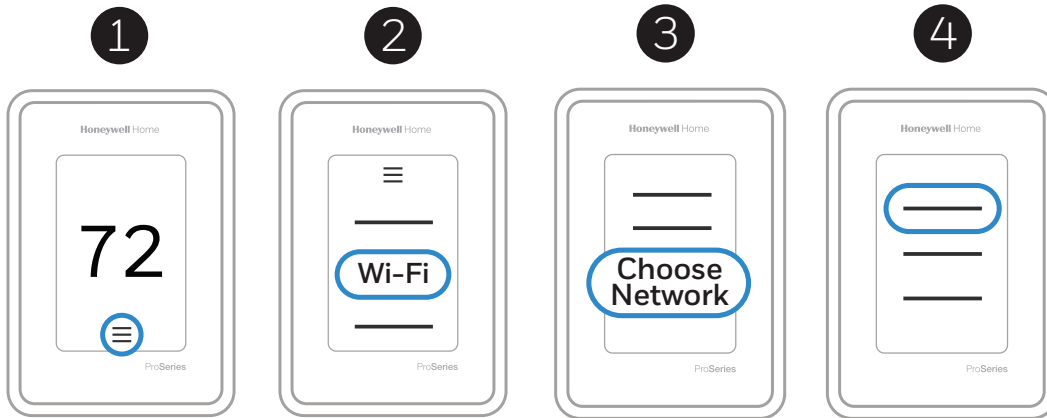 1
2
3
4
Honeywell Home
72
ProSeries
Honeywell Home
Wi-Fi
ProSeries
Honeywell Home
Choose
Network
ProSeries
Honeywell Home
ProSeries